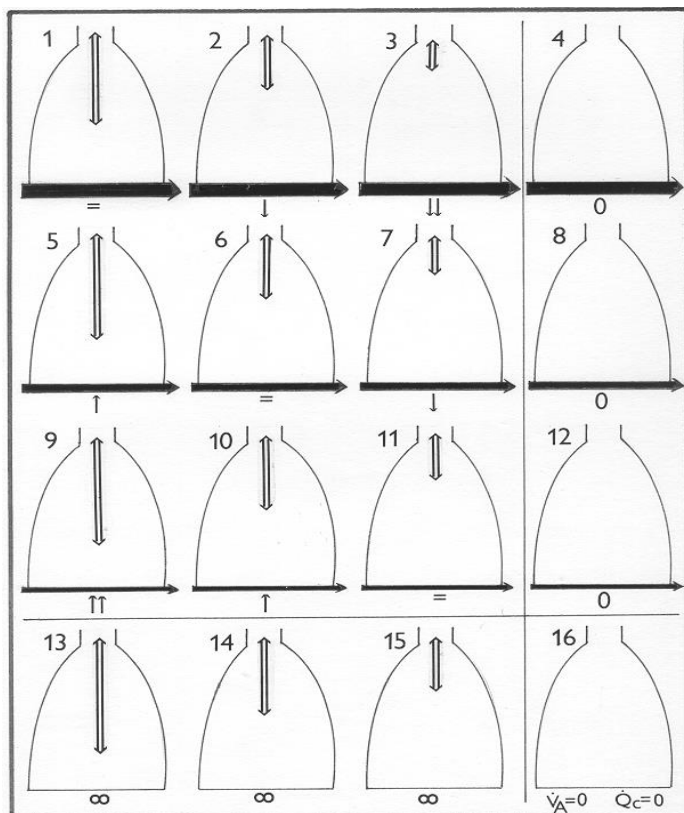 1 2 3 4
= ↓ ↓↓ 0
5 6 7 8
↑ = ↓ 0
9 10 11 12
↑↑ ↑ = 0
13 14 15 16
∞ ∞ ∞ V̇A=0 Q̇c=0